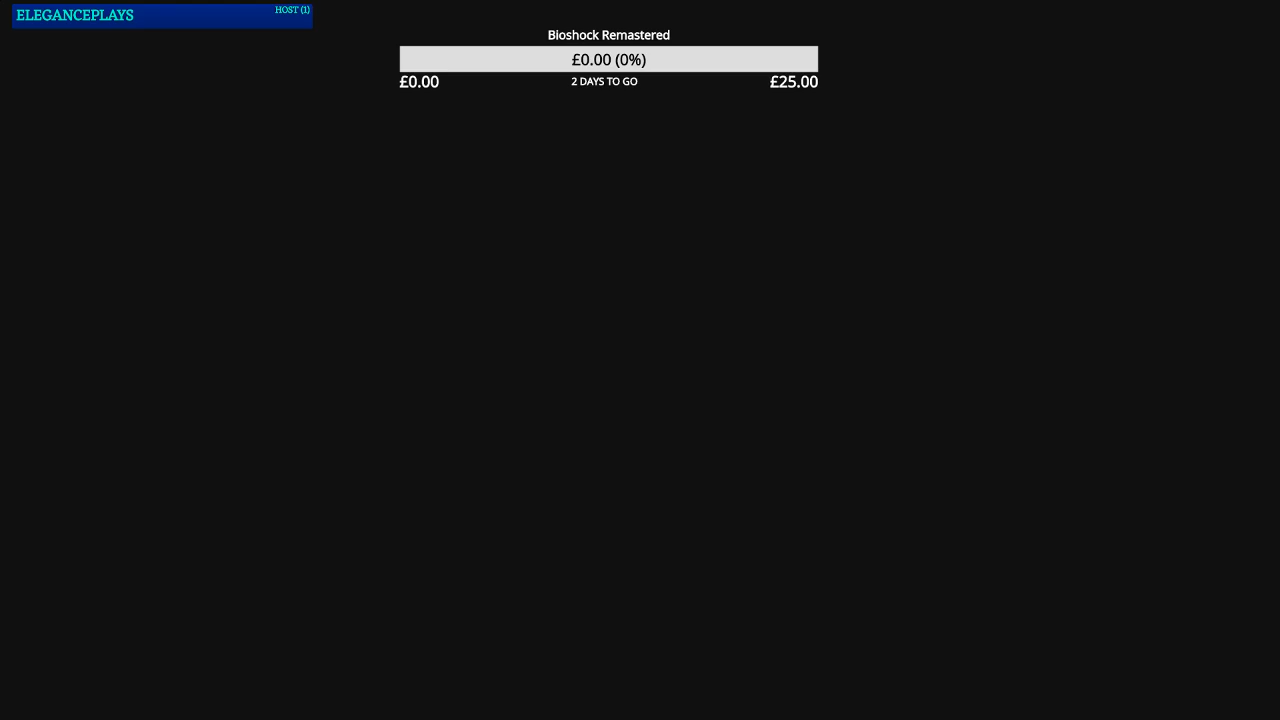 ELEGANCEPLAYS HOST (1)
Bioshock Remastered
£0.00 (0%)
£0.00 2 DAYS TO GO £25.00